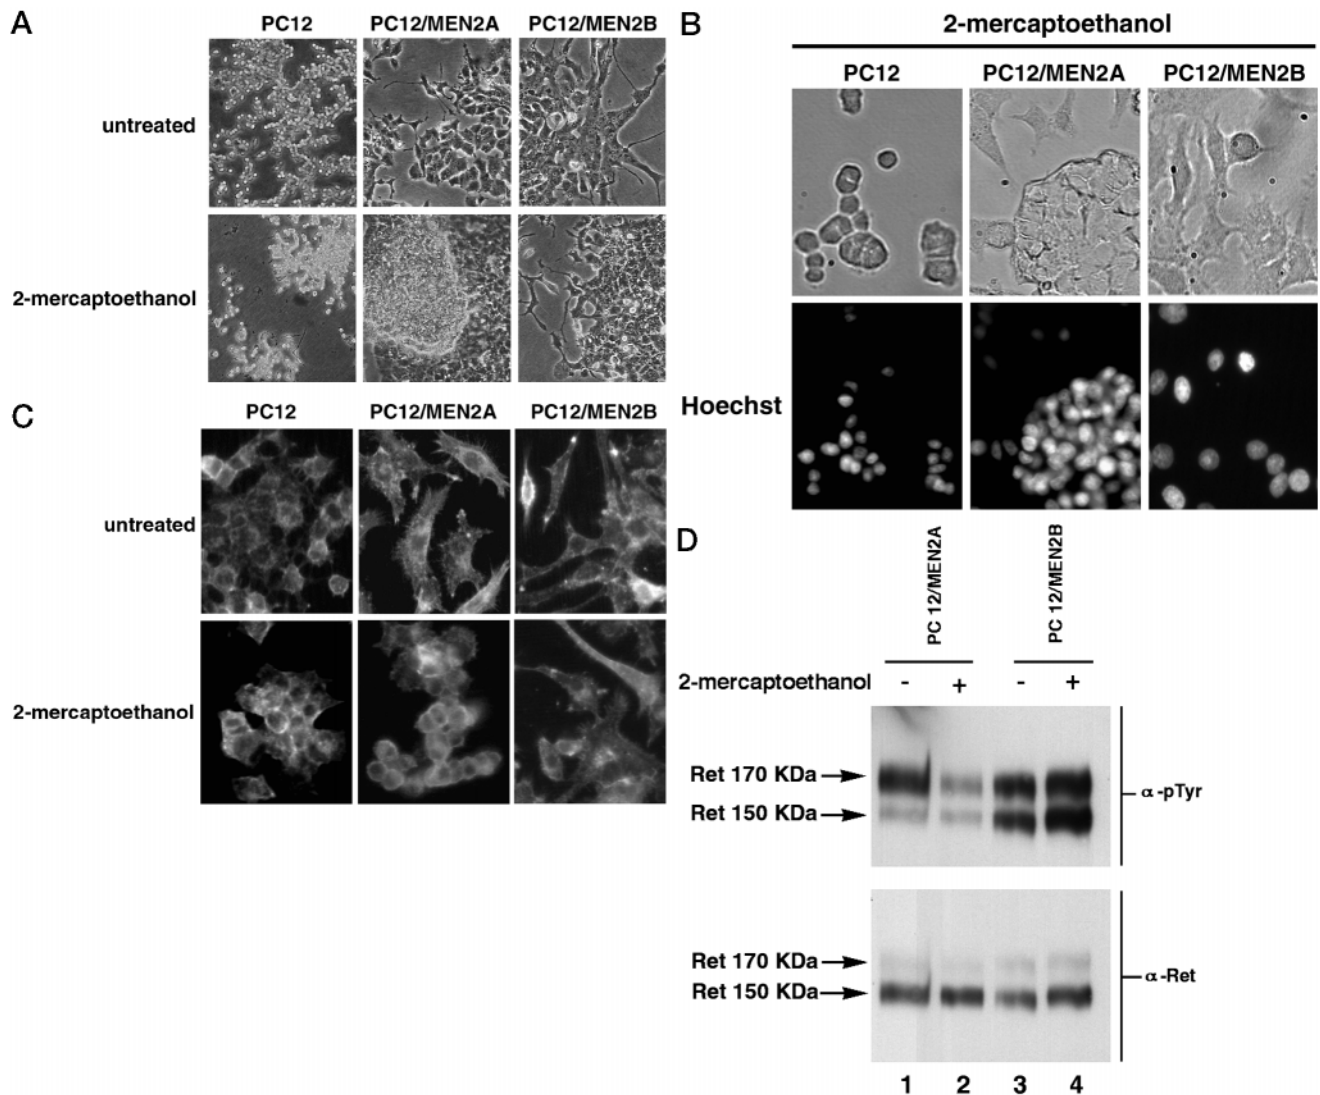 A
PC12 PC12/MEN2A PC12/MEN2B
untreated
2-mercaptoethanol
B
2-mercaptoethanol
PC12 PC12/MEN2A PC12/MEN2B
Hoechst
C
PC12 PC12/MEN2A PC12/MEN2B
untreated
2-mercaptoethanol
D
PC 12/MEN2A PC 12/MEN2B
2-mercaptoethanol - + - +
Ret 170 KDa
Ret 150 KDa
α-pTyr
Ret 170 KDa
Ret 150 KDa
α-Ret
1 2 3 4